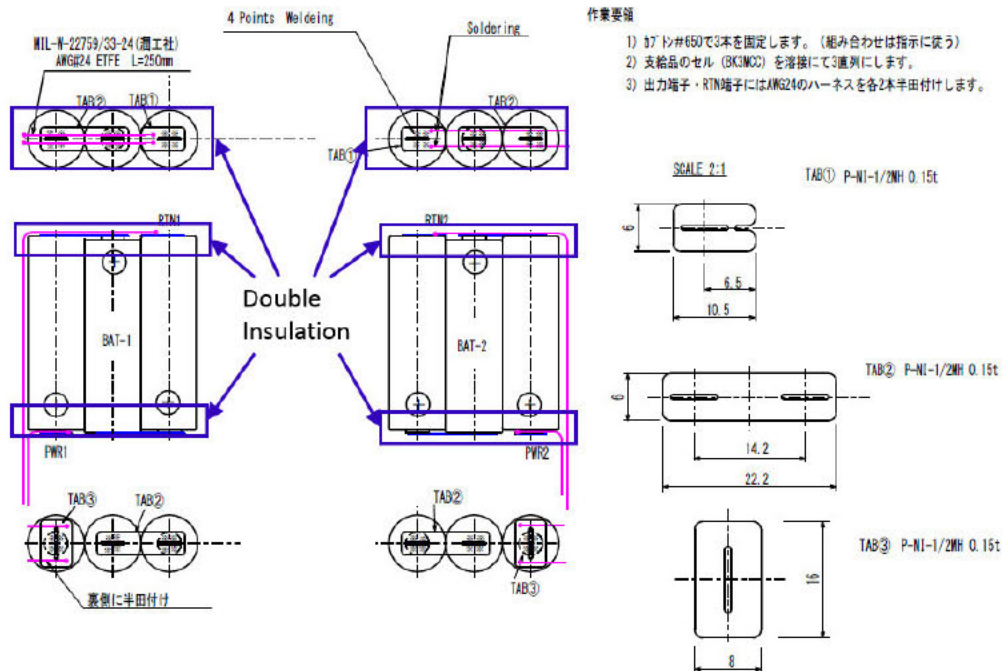 4 Points Weldeing
Soldering
MIL-W-22759/33-24(潤工社)
AWG#24 ETFE L=250mm
TAB②
TAB①
TAB②
TAB①
RTN1
RTN2
BAT-1
Double
Insulation
BAT-2
PWR1
PWR2
TAB③
TAB②
TAB②
TAB③
裏側に半田付け
作業要領
1) カプトン#650で3本を固定します。（組み合わせは指示に従う）
2) 支給品のセル（BK3MCC）を溶接にて3直列にします。
3) 出力端子・RTN端子にはAWG24のハーネスを各2本半田付けします。
SCALE 2:1
TAB① P-NI-1/2MH 0.15t
6
6.5
10.5
TAB② P-NI-1/2MH 0.15t
6
14.2
22.2
TAB③ P-NI-1/2MH 0.15t
16
8